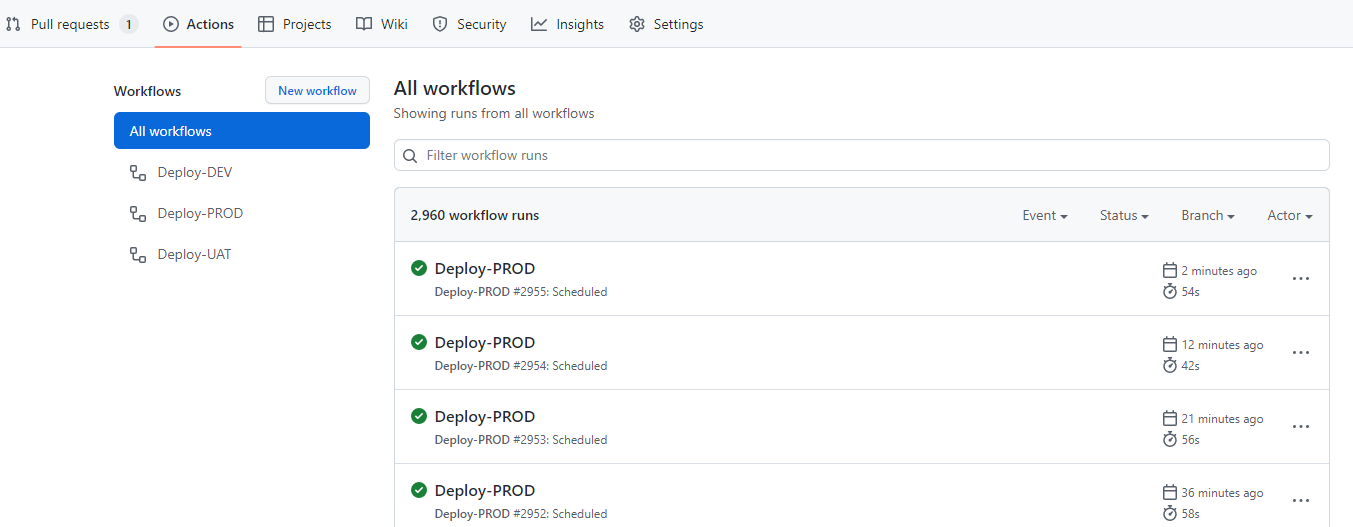 Pull requests 1 Actions Projects Wiki Security Insights Settings
Workflows
New workflow
All workflows
Deploy-DEV
Deploy-PROD
Deploy-UAT
All workflows
Showing runs from all workflows
Filter workflow runs
2,960 workflow runs Event Status Branch Actor
Deploy-PROD
Deploy-PROD #2955: Scheduled
2 minutes ago
54s
Deploy-PROD
Deploy-PROD #2954: Scheduled
12 minutes ago
42s
Deploy-PROD
Deploy-PROD #2953: Scheduled
21 minutes ago
56s
Deploy-PROD
Deploy-PROD #2952: Scheduled
36 minutes ago
58s